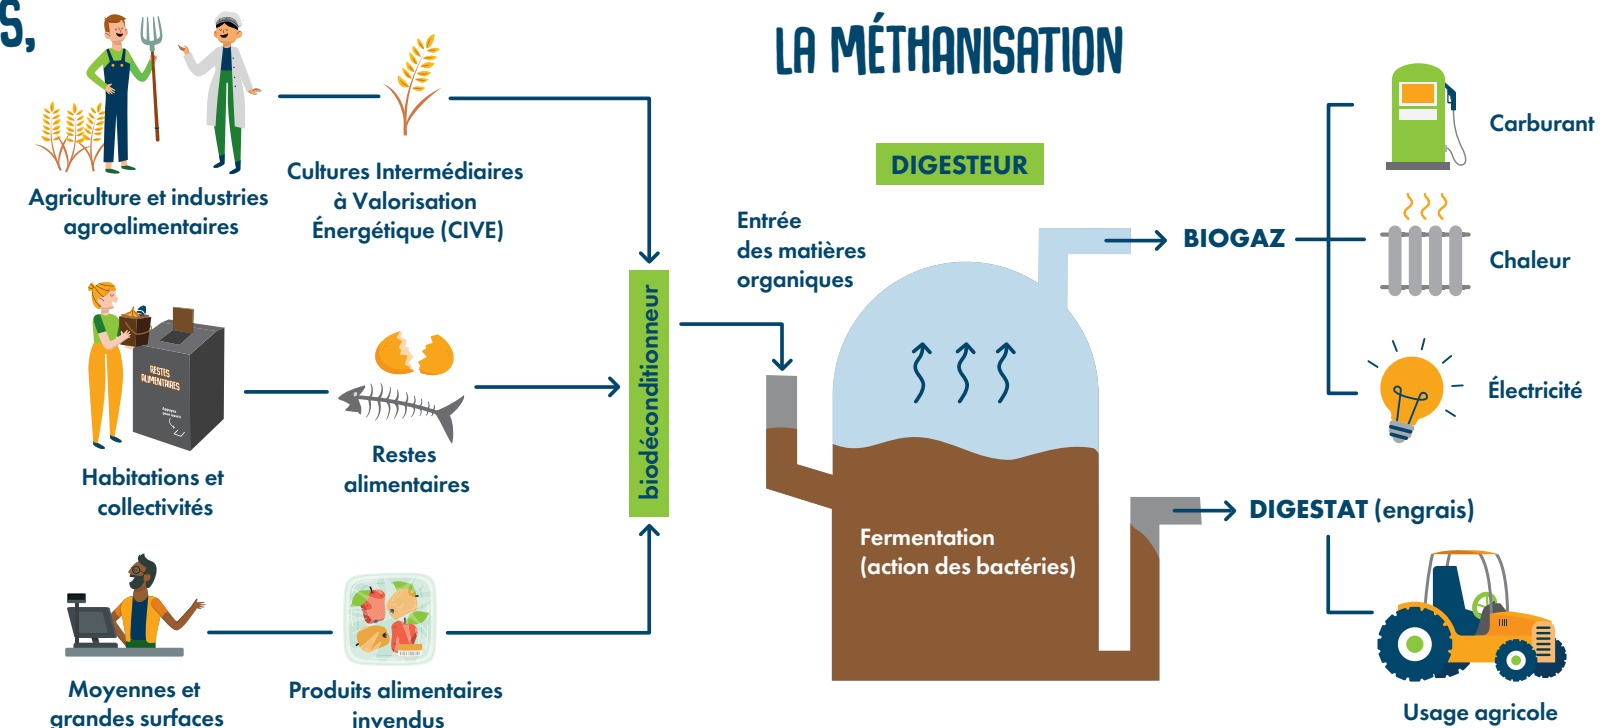 S,
LA MÉTHANISATION
Agriculture et industries
agroalimentaires
Cultures Intermédiaires
à Valorisation
Énergétique (CIVE)
RESTES
ALIMENTAIRES
Habitations et
collectivités
Restes
alimentaires
Moyennes et
grandes surfaces
Produits alimentaires
invendus
biodéconditionneur
DIGESTEUR
Entrée
des matières
organiques
Fermentation
(action des bactéries)
BIOGAZ
Carburant
Chaleur
Électricité
DIGESTAT (engrais)
Usage agricole